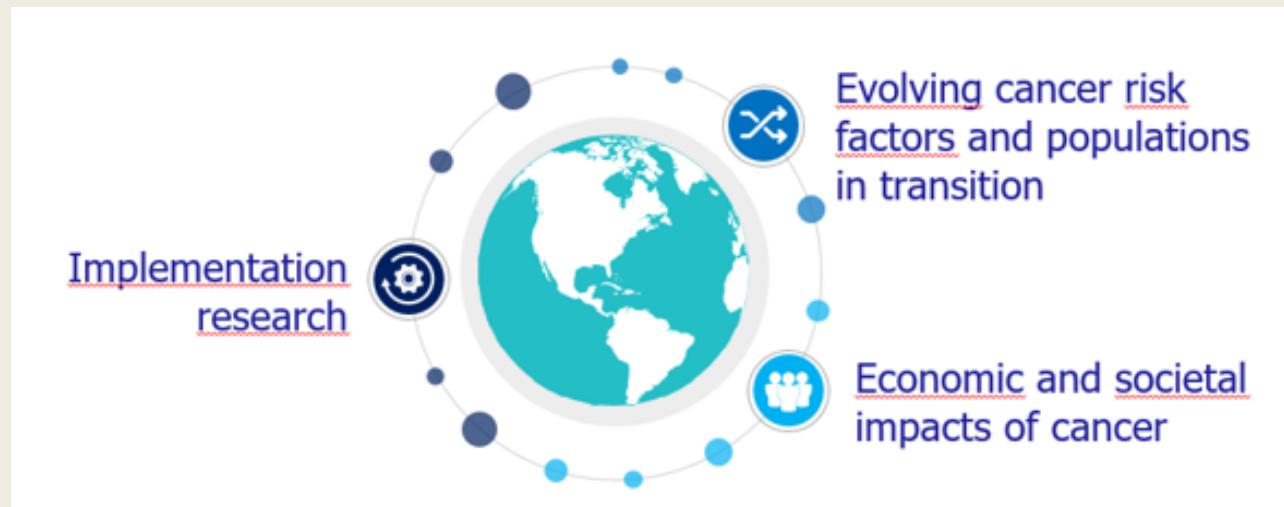 Evolving cancer risk
factors and populations
in transition
Implementation
research
Economic and societal
impacts of cancer